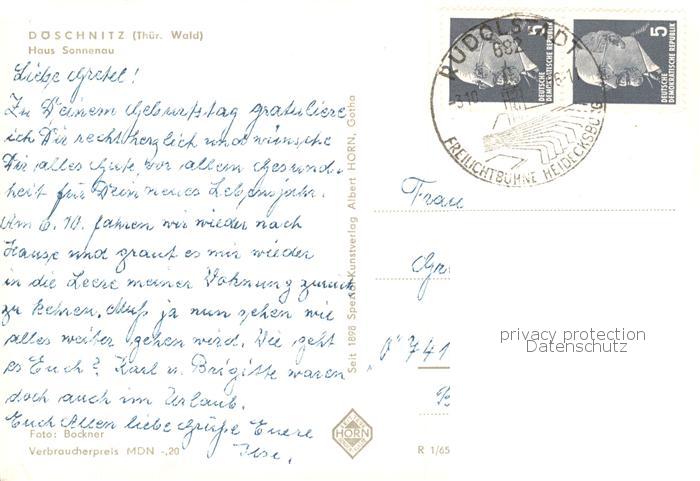 DÖSCHNITZ (Thür. Wald)
Haus Sonnenau
Liebe Gretel!
Zu Deinem Geburtstag gratuliere
ich Dir recht herzlich und wünsche
Dir alles Gute, vor allem Gesund-
heit für Dein neues Lebensjahr.
Am 6.10. fahren wir wieder nach
Hause und graut es mir wieder
in die Leere meiner Wohnung zurück
zu kehren. Muß ja nun sehen wie
alles weiter gehen wird. Wie geht
es Euch? Karl u. Brigitte waren
doch auch im Urlaub.
Euch Allen liebe Grüße Euere
Ilse.
Foto: Bockner
Verbraucherpreis MDN -,20
Seit 1898 Spezial-Kunstverlag Albert HORN, Gotha
HORN
R 1/65
RUDOLSTADT
682
FREILICHTBÜHNE HEIDECKSBURG
5
DEUTSCHE
DEMOKRATISCHE REPUBLIK
5
DEUTSCHE
DEMOKRATISCHE REPUBLIK
Frau
741
privacy protection
Datenschutz